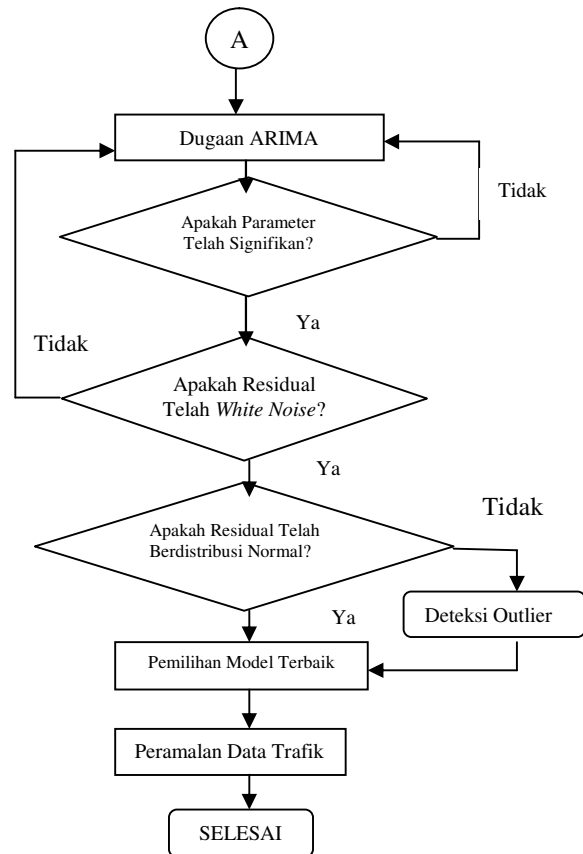 A
Dugaan ARIMA
Tidak
Apakah Parameter
Telah Signifikan?
Ya
Tidak
Apakah Residual
Telah White Noise?
Ya
Tidak
Apakah Residual Telah
Berdistribusi Normal?
Ya
Deteksi Outlier
Pemilihan Model Terbaik
Peramalan Data Trafik
SELESAI